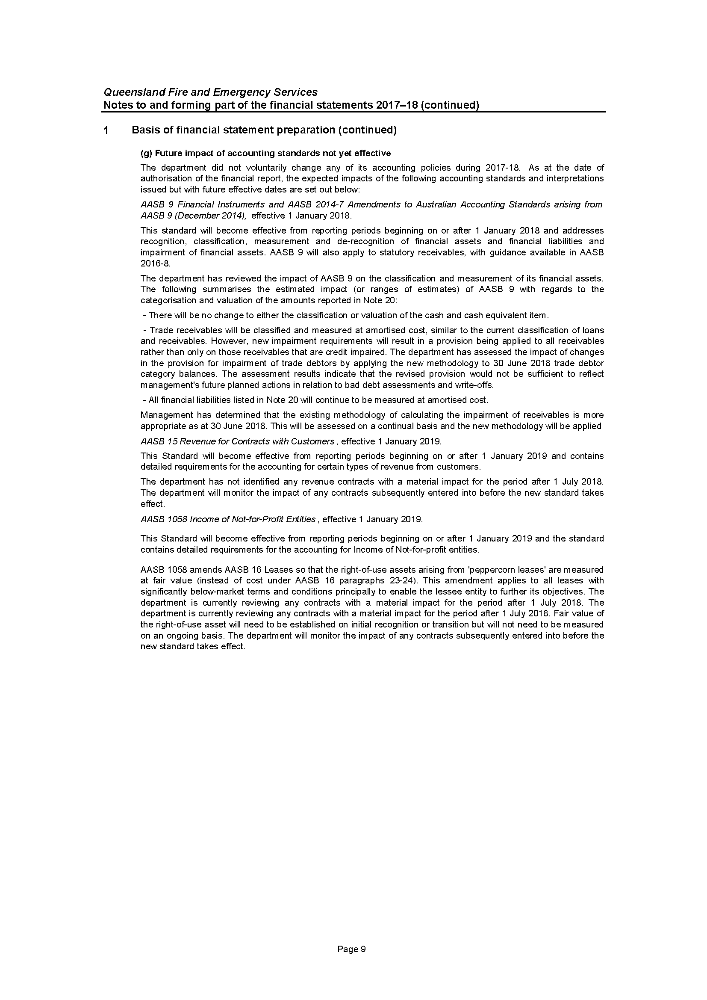 Queensland Fire and Emergency Services
Notes to and forming part of the financial statements 2017–18 (continued)
1 Basis of financial statement preparation (continued)
(g) Future impact of accounting standards not yet effective
The department did not voluntarily change any of its accounting policies during 2017-18. As at the date of
authorisation of the financial report, the expected impacts of the following accounting standards and interpretations
issued but with future effective dates are set out below:
AASB 9 Financial Instruments and AASB 2014-7 Amendments to Australian Accounting Standards arising from
AASB 9 (December 2014), effective 1 January 2018.
This standard will become effective from reporting periods beginning on or after 1 January 2018 and addresses
recognition, classification, measurement and de-recognition of financial assets and financial liabilities and
impairment of financial assets. AASB 9 will also apply to statutory receivables, with guidance available in AASB
2016-8.
The department has reviewed the impact of AASB 9 on the classification and measurement of its financial assets.
The following summarises the estimated impact (or ranges of estimates) of AASB 9 with regards to the
categorisation and valuation of the amounts reported in Note 20:
- There will be no change to either the classification or valuation of the cash and cash equivalent item.
- Trade receivables will be classified and measured at amortised cost, similar to the current classification of loans
and receivables. However, new impairment requirements will result in a provision being applied to all receivables
rather than only on those receivables that are credit impaired. The department has assessed the impact of changes
in the provision for impairment of trade debtors by applying the new methodology to 30 June 2018 trade debtor
category balances. The assessment results indicate that the revised provision would not be sufficient to reflect
management's future planned actions in relation to bad debt assessments and write-offs.
- All financial liabilities listed in Note 20 will continue to be measured at amortised cost.
Management has determined that the existing methodology of calculating the impairment of receivables is more
appropriate as at 30 June 2018. This will be assessed on a continual basis and the new methodology will be applied
AASB 15 Revenue for Contracts with Customers , effective 1 January 2019.
This Standard will become effective from reporting periods beginning on or after 1 January 2019 and contains
detailed requirements for the accounting for certain types of revenue from customers.
The department has not identified any revenue contracts with a material impact for the period after 1 July 2018.
The department will monitor the impact of any contracts subsequently entered into before the new standard takes
effect.
AASB 1058 Income of Not-for-Profit Entities , effective 1 January 2019.
This Standard will become effective from reporting periods beginning on or after 1 January 2019 and the standard
contains detailed requirements for the accounting for Income of Not-for-profit entities.
AASB 1058 amends AASB 16 Leases so that the right-of-use assets arising from 'peppercorn leases' are measured
at fair value (instead of cost under AASB 16 paragraphs 23-24). This amendment applies to all leases with
significantly below-market terms and conditions principally to enable the lessee entity to further its objectives. The
department is currently reviewing any contracts with a material impact for the period after 1 July 2018. The
department is currently reviewing any contracts with a material impact for the period after 1 July 2018. Fair value of
the right-of-use asset will need to be established on initial recognition or transition but will not need to be measured
on an ongoing basis. The department will monitor the impact of any contracts subsequently entered into before the
new standard takes effect.
Page 9